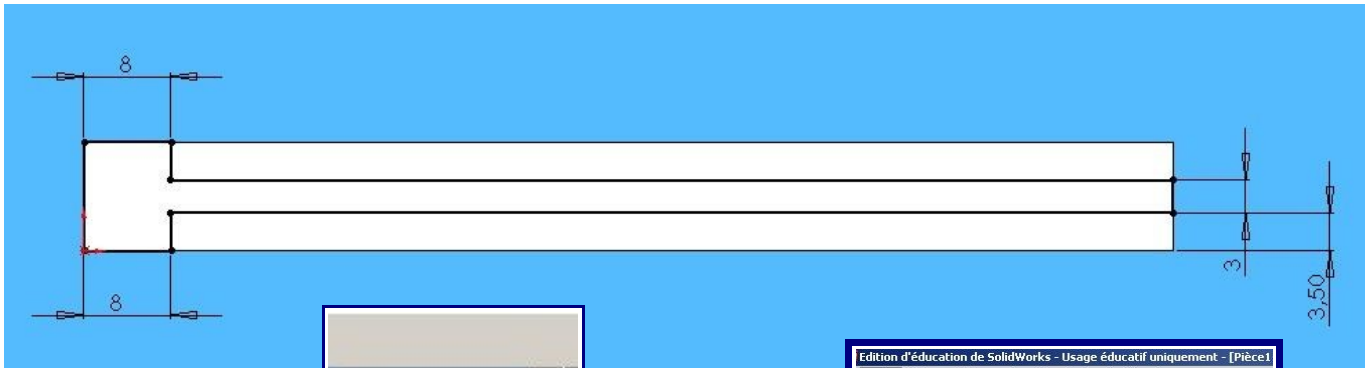 8
3
3,50
8
Edition d'éducation de SolidWorks - Usage éducatif uniquement - [Pièce1